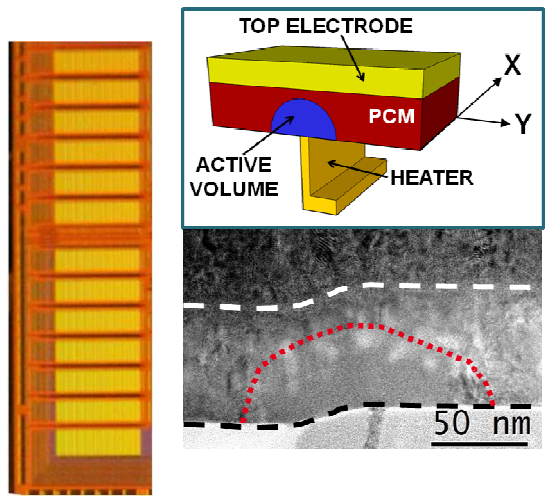 TOP ELECTRODE
X
PCM
Y
ACTIVE
VOLUME
HEATER
50 nm